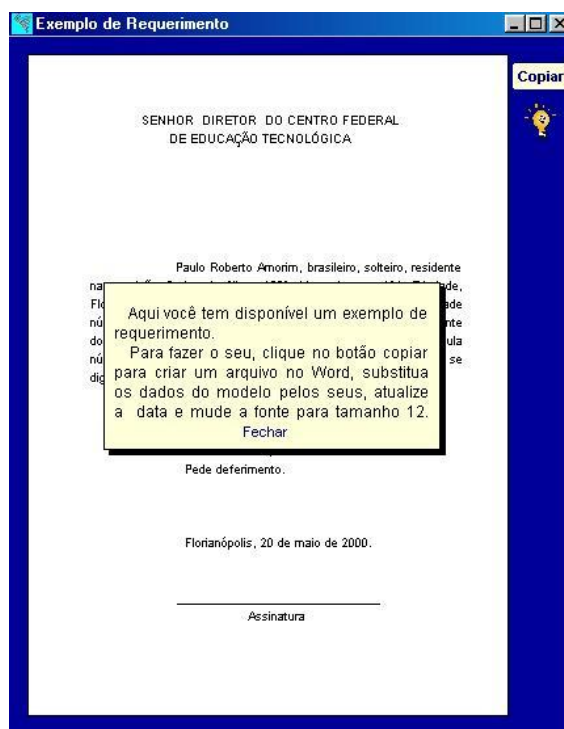 Exemplo de Requerimento
Copiar
SENHOR DIRETOR DO CENTRO FEDERAL
DE EDUCAÇÃO TECNOLÓGICA
Paulo Roberto Amorim, brasileiro, solteiro, residente
Aqui você tem disponível um exemplo de
requerimento.
Para fazer o seu, clique no botão copiar
para criar um arquivo no Word, substitua
os dados do modelo pelos seus, atualize
a data e mude a fonte para tamanho 12.
Fechar
Pede deferimento.
Florianópolis, 20 de maio de 2000.
Assinatura